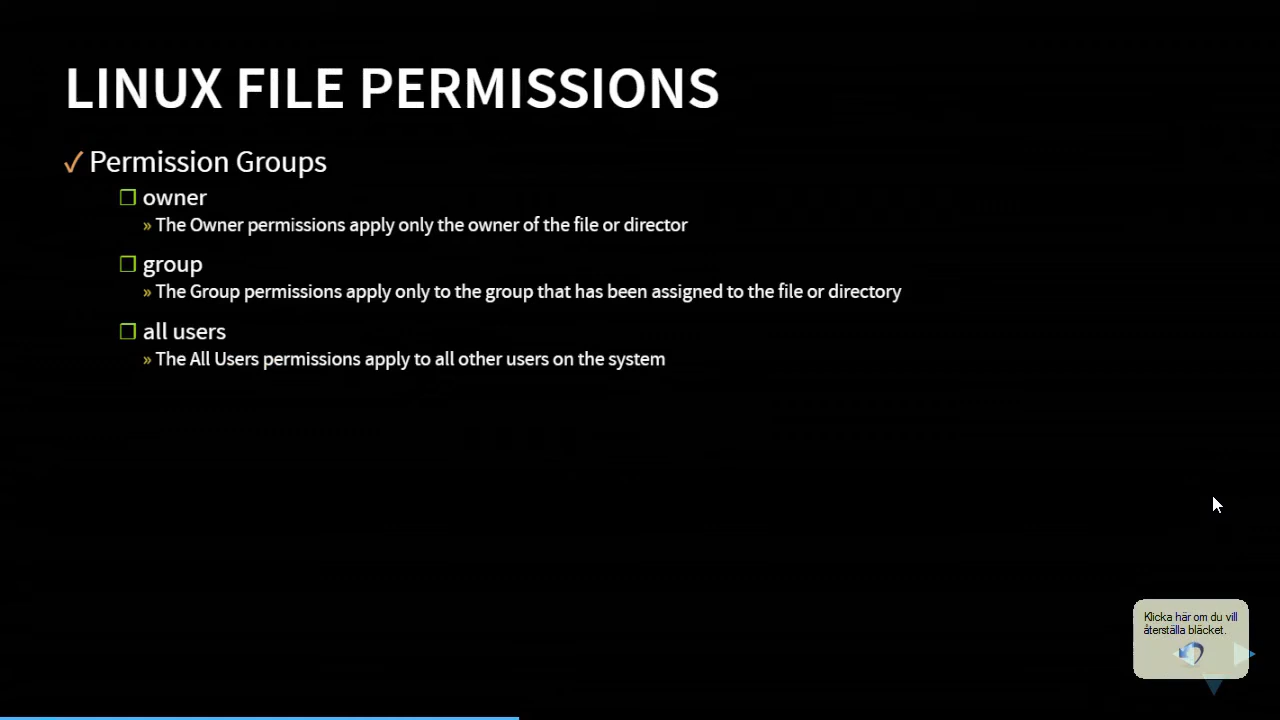 LINUX FILE PERMISSIONS
✓ Permission Groups
❐ owner
» The Owner permissions apply only the owner of the file or director
❐ group
» The Group permissions apply only to the group that has been assigned to the file or directory
❐ all users
» The All Users permissions apply to all other users on the system
Klicka här om du vill
återställa bläcket.